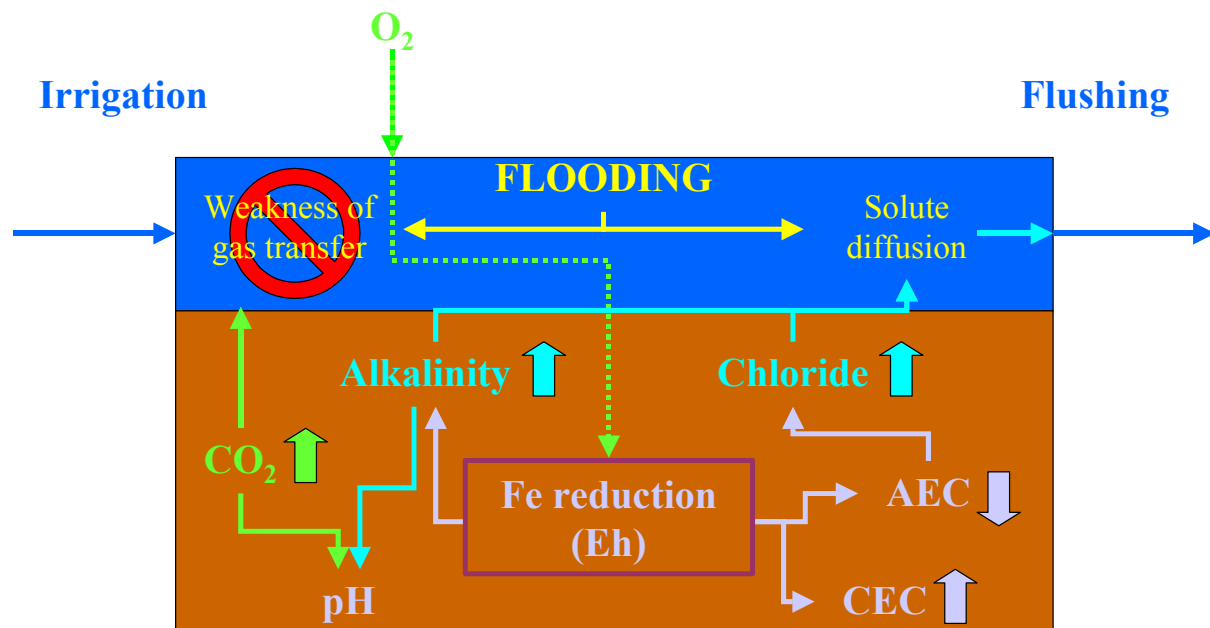 O₂
Irrigation
Flushing
FLOODING
Weakness of
gas transfer
Solute
diffusion
Alkalinity
Chloride
CO₂
Fe reduction
(Eh)
AEC
pH
CEC